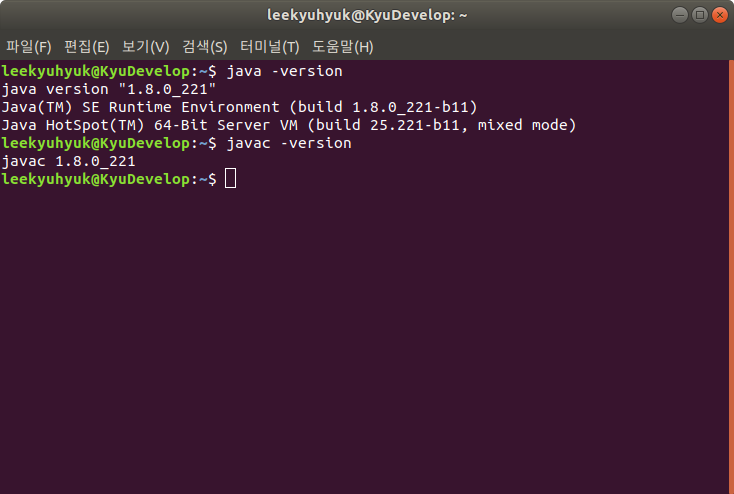 leekyuhyuk@KyuDevelop: ~
파일(F) 편집(E) 보기(V) 검색(S) 터미널(T) 도움말(H)
leekyuhyuk@KyuDevelop:~$ java -version
java version "1.8.0_221"
Java(TM) SE Runtime Environment (build 1.8.0_221-b11)
Java HotSpot(TM) 64-Bit Server VM (build 25.221-b11, mixed mode)
leekyuhyuk@KyuDevelop:~$ javac -version
javac 1.8.0_221
leekyuhyuk@KyuDevelop:~$